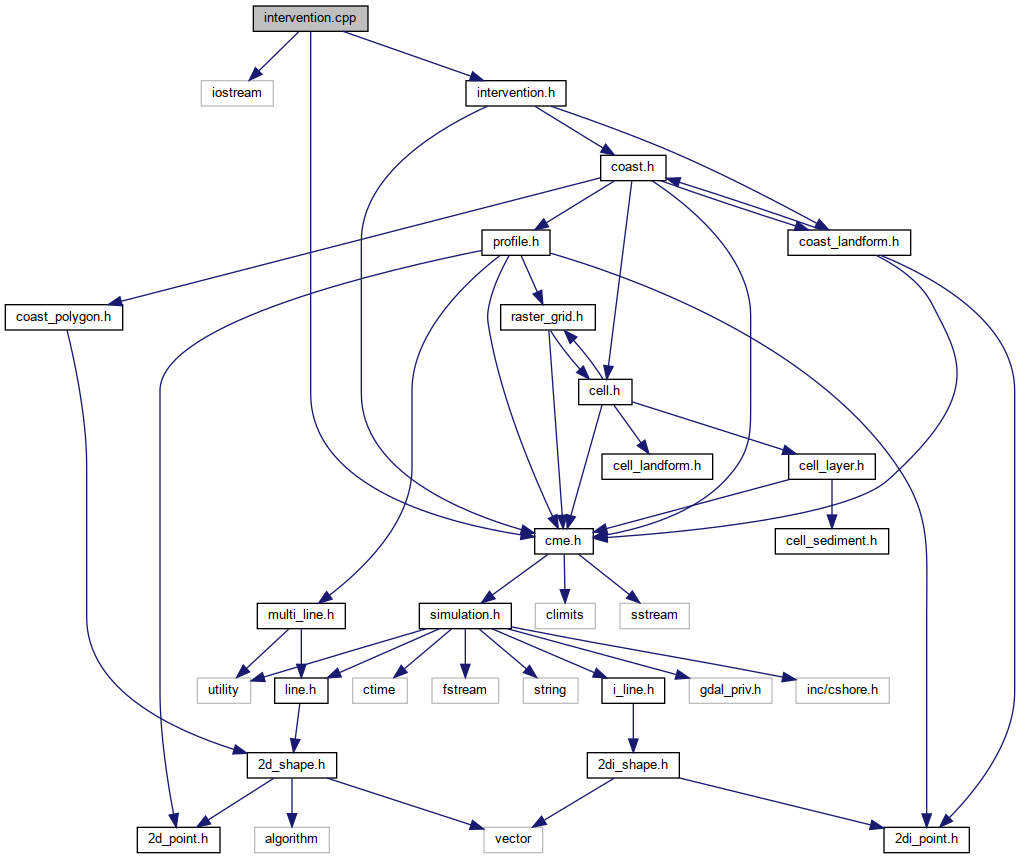 intervention.cpp
iostream
intervention.h
coast.h
profile.h
coast_landform.h
coast_polygon.h
raster_grid.h
cell.h
cell_landform.h
cell_layer.h
cme.h
cell_sediment.h
multi_line.h
simulation.h
climits
sstream
utility
line.h
ctime
fstream
string
i_line.h
gdal_priv.h
inc/cshore.h
2d_shape.h
2di_shape.h
2d_point.h
algorithm
vector
2di_point.h